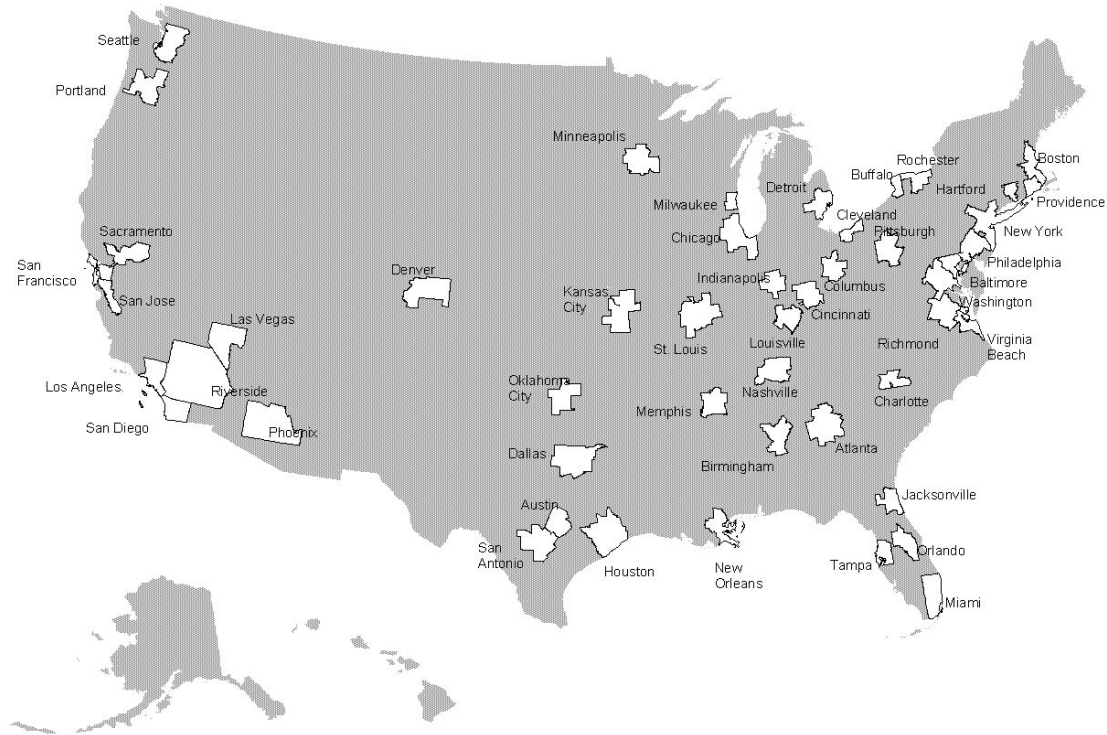 Seattle
Portland
Minneapolis
Rochester
Buffalo
Boston
Hartford
Detroit
Milwaukee
Providence
Cleveland
Chicago
Pittsburgh
New York
Sacramento
San
Francisco
Denver
Philadelphia
Indianapolis
Columbus
Baltimore
Kansas
City
San Jose
Washington
Cincinnati
Las Vegas
St. Louis
Louisville
Richmond
Virginia
Beach
Los Angeles
Riverside
Oklahoma
City
Nashville
Charlotte
Memphis
San Diego
Phoenix
Atlanta
Dallas
Birmingham
Jacksonville
Austin
San
Antonio
Orlando
Houston
New
Orleans
Tampa
Miami